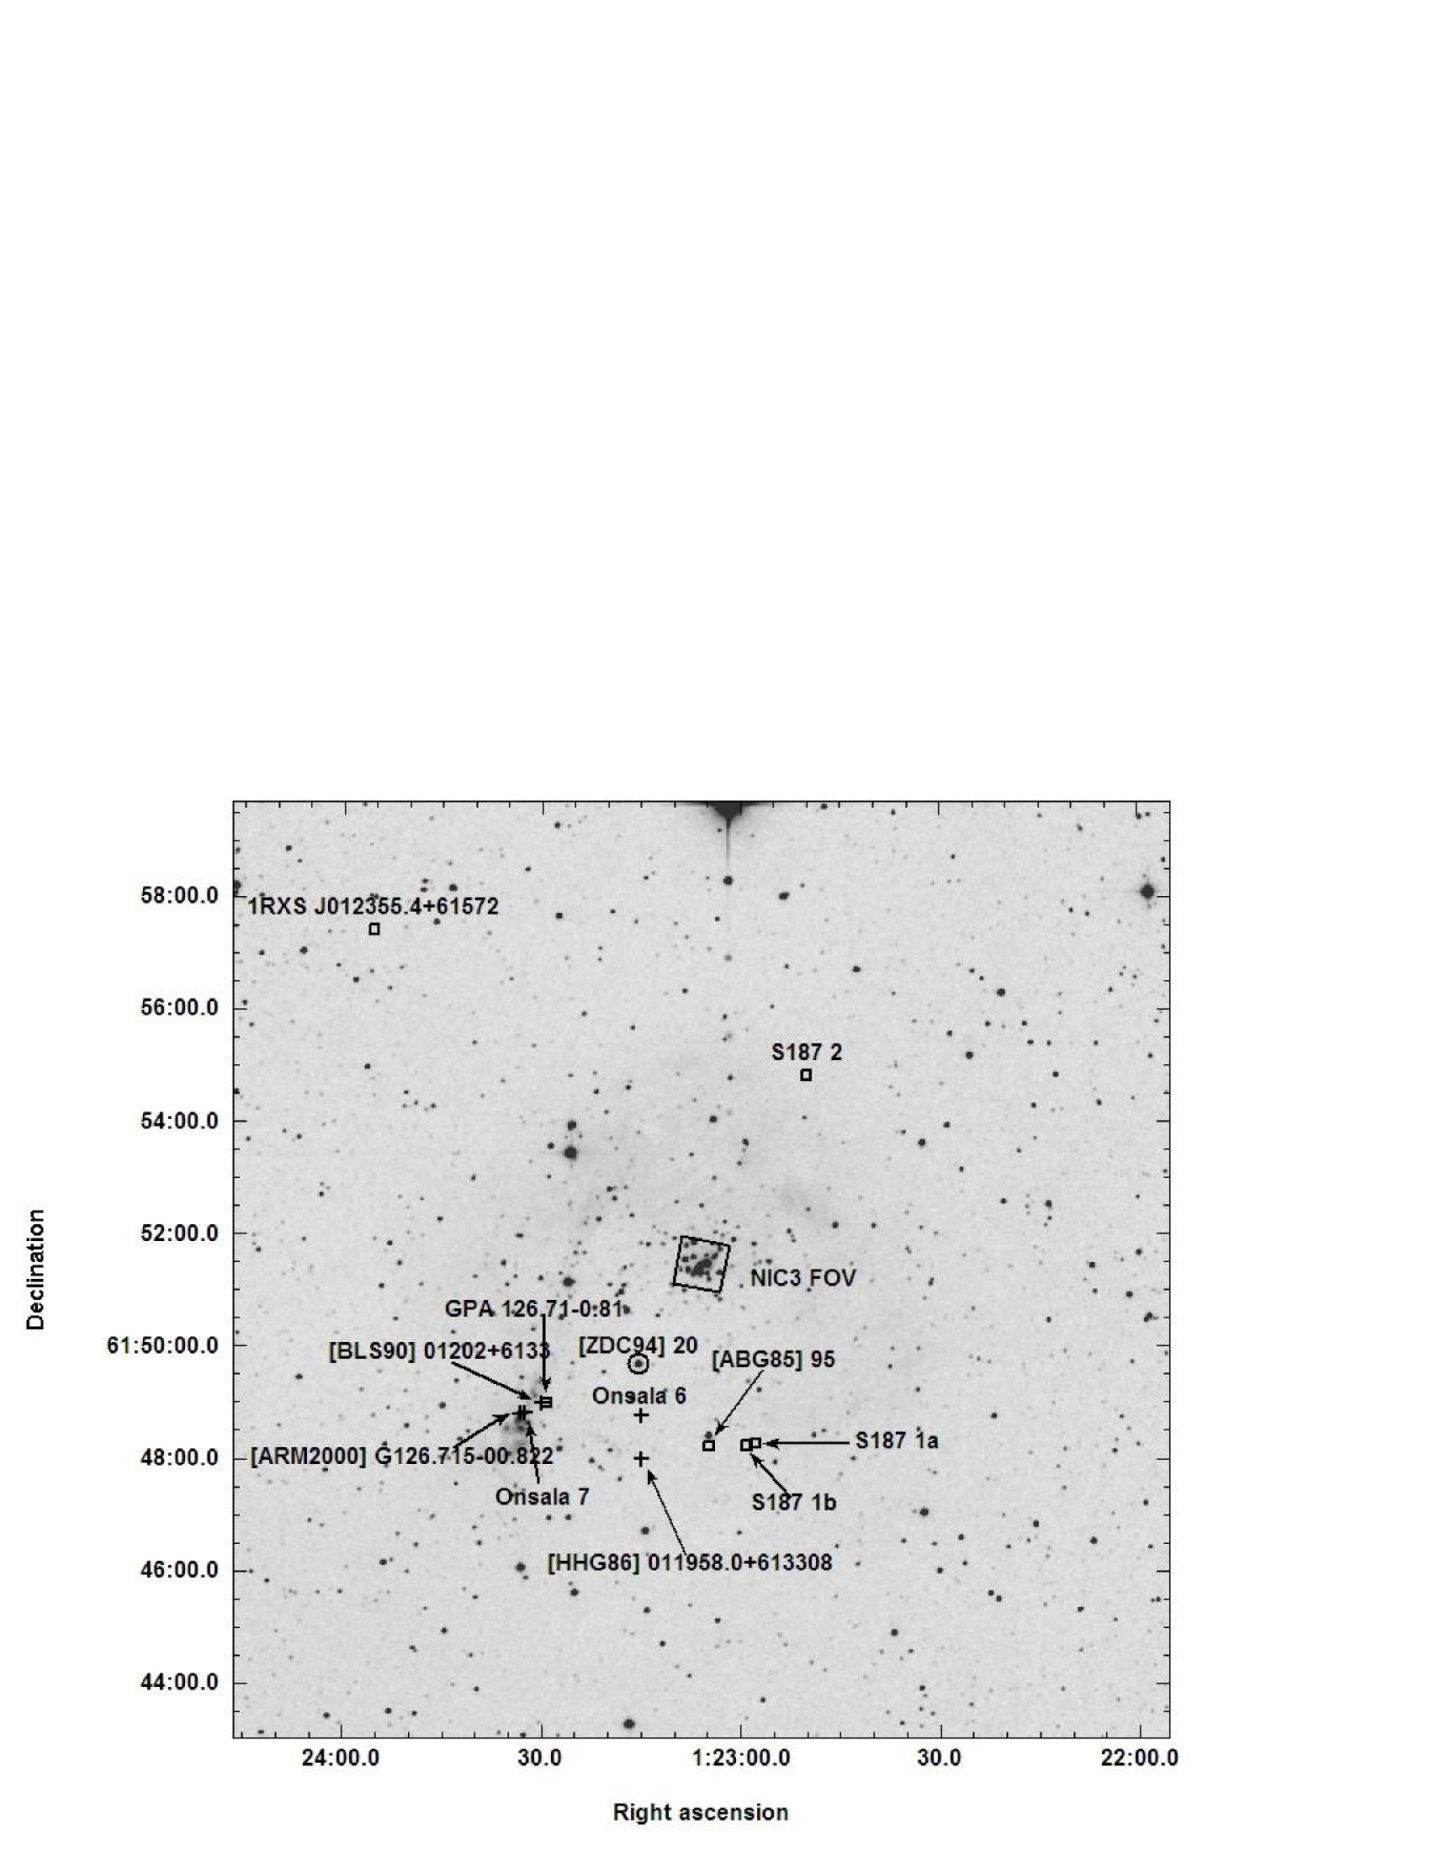 58:00.0
1RXS J012355.4+61572
56:00.0
S187 2
54:00.0
52:00.0
NIC3 FOV
GPA 126.71-0:81
61:50:00.0
[BLS90] 01202+6133
[ZDC94] 20
[ABG85] 95
Onsala 6
S187 1a
48:00.0
[ARM2000] G126.715-00.822
Onsala 7
S187 1b
46:00.0
[HHG86] 011958.0+613308
44:00.0
Declination
24:00.0 30.0 1:23:00.0 30.0 22:00.0
Right ascension